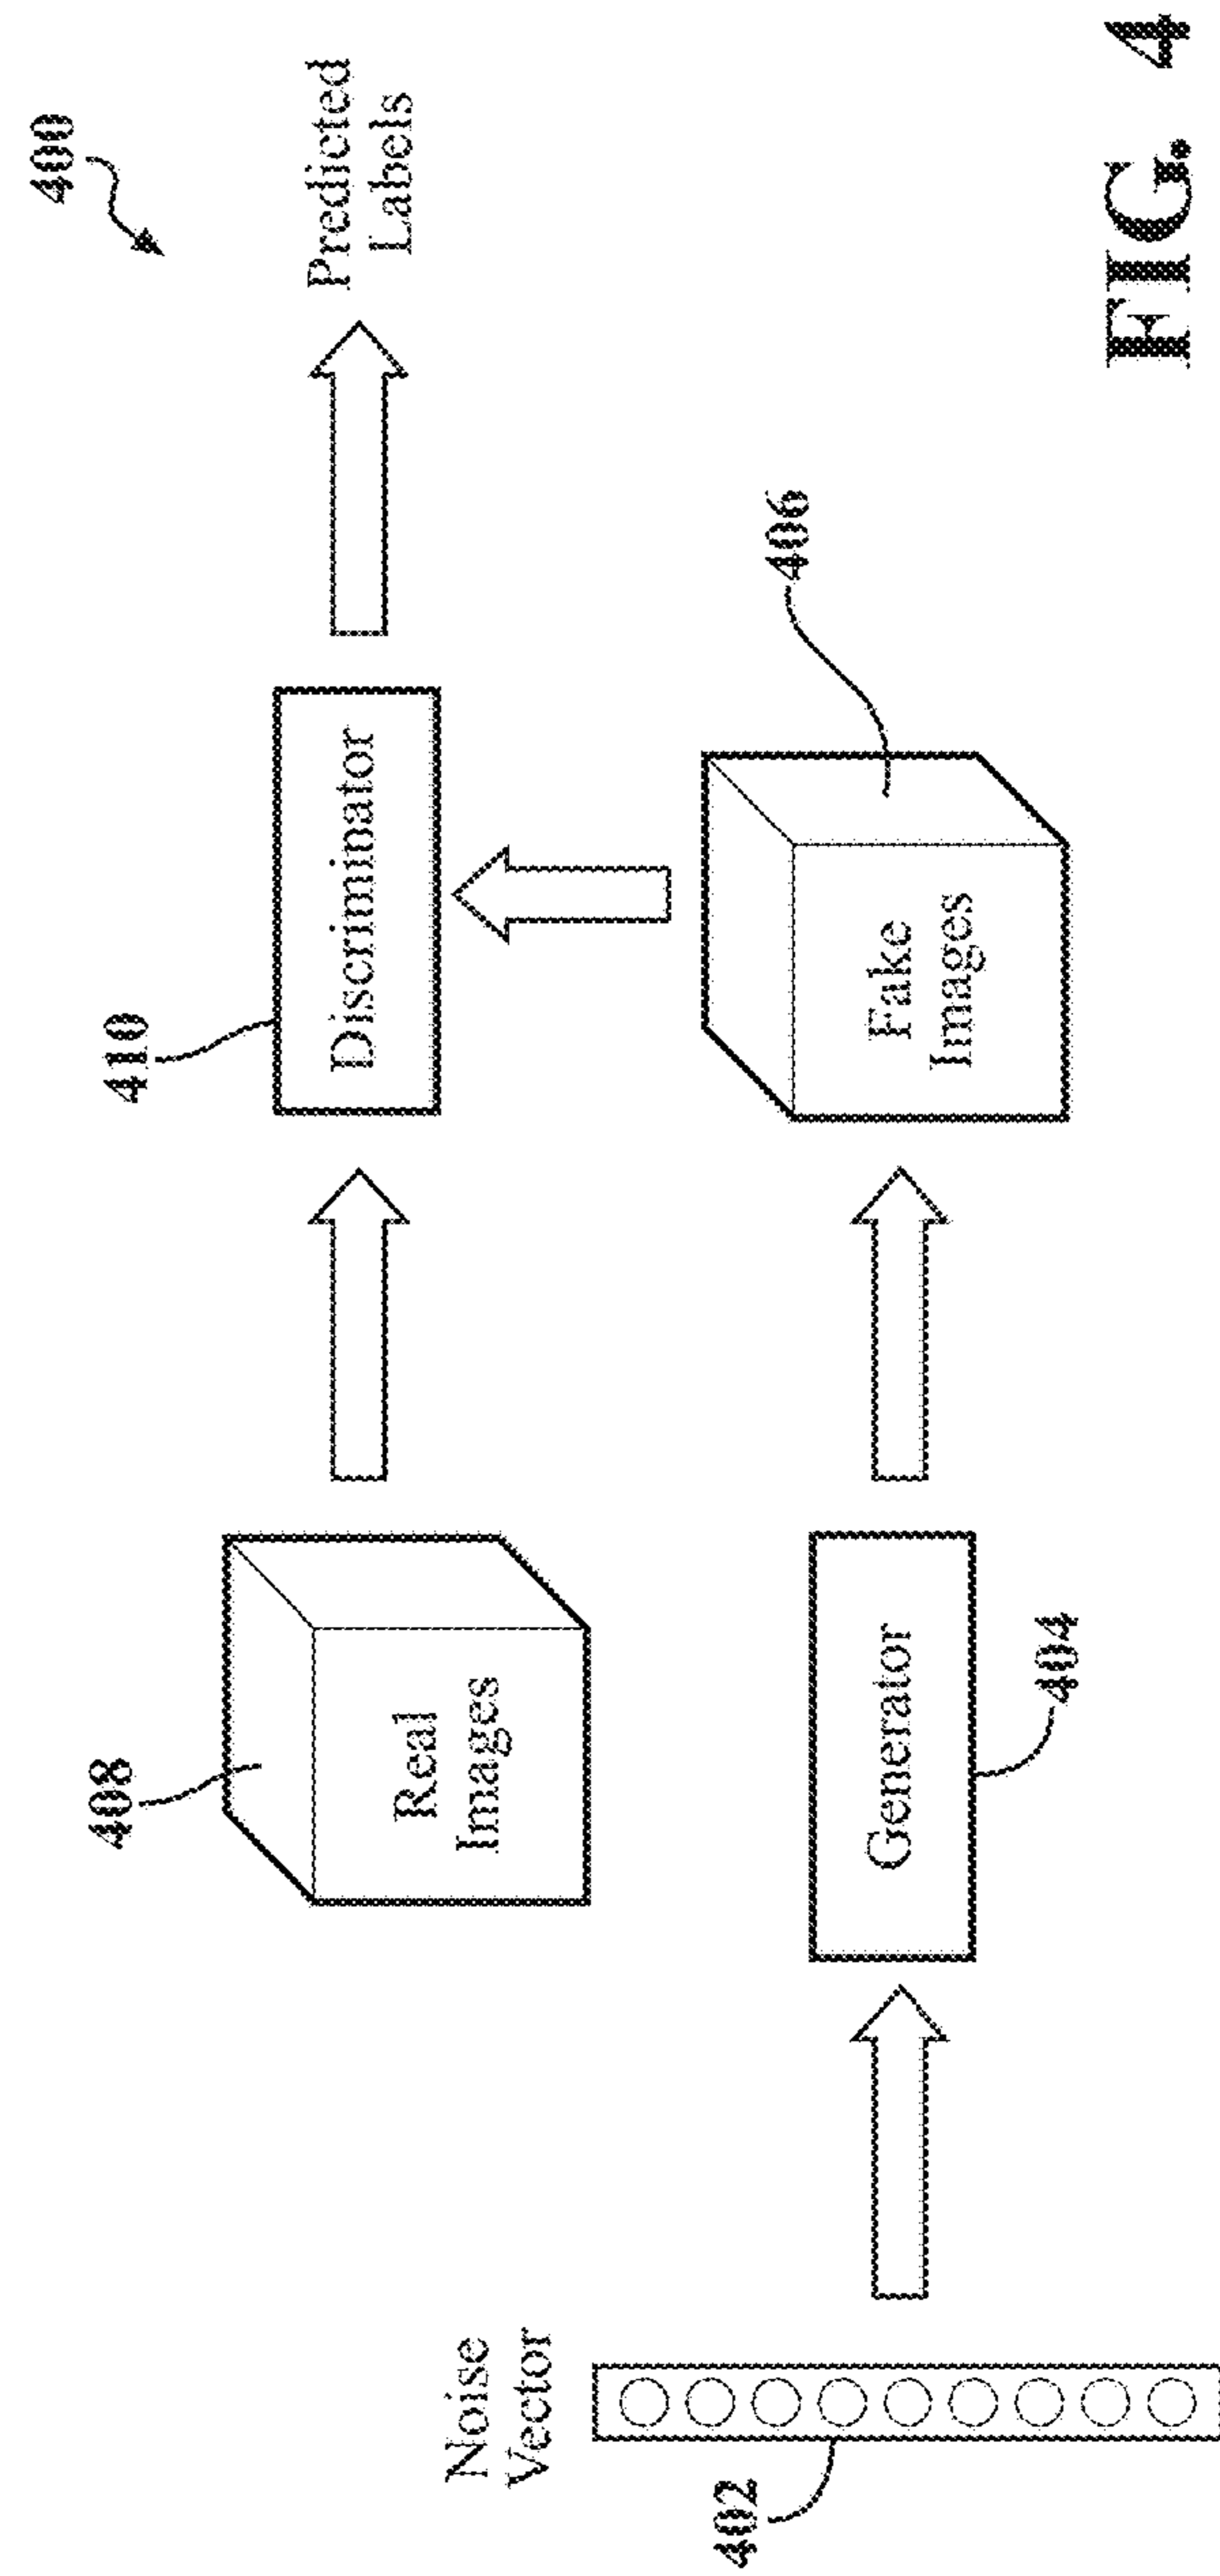 400
410
Predicted
Labels
408
Discriminator
Real
Images
406
Noise
Vector
Fake
Images
Generator
402
404
FIG. 4